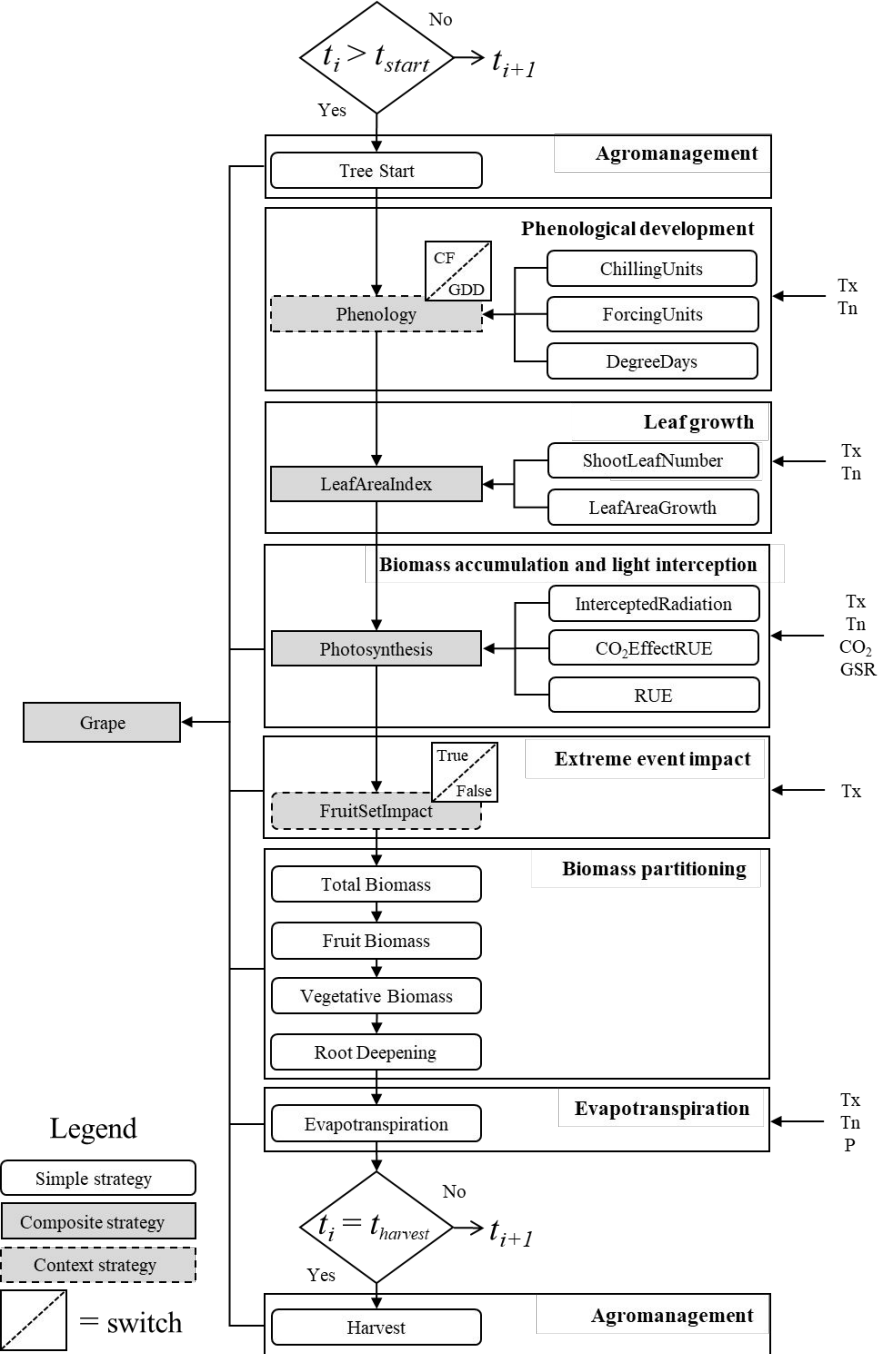 No
t_i > t_start
t_{i+1}
Yes
Agromanagement
Tree Start
Phenological development
CF
GDD
ChillingUnits
Phenology
ForcingUnits
DegreeDays
Tx
Tn
Leaf growth
ShootLeafNumber
LeafAreaIndex
LeafAreaGrowth
Tx
Tn
Biomass accumulation and light interception
InterceptedRadiation
Photosynthesis
CO₂EffectRUE
RUE
Tx
Tn
CO₂
GSR
Grape
Extreme event impact
True
False
FruitSetImpact
Tx
Biomass partitioning
Total Biomass
Fruit Biomass
Vegetative Biomass
Root Deepening
Evapotranspiration
Evapotranspiration
Tx
Tn
P
No
t_i = t_harvest
t_{i+1}
Yes
Agromanagement
Harvest
Legend
Simple strategy
Composite strategy
Context strategy
= switch